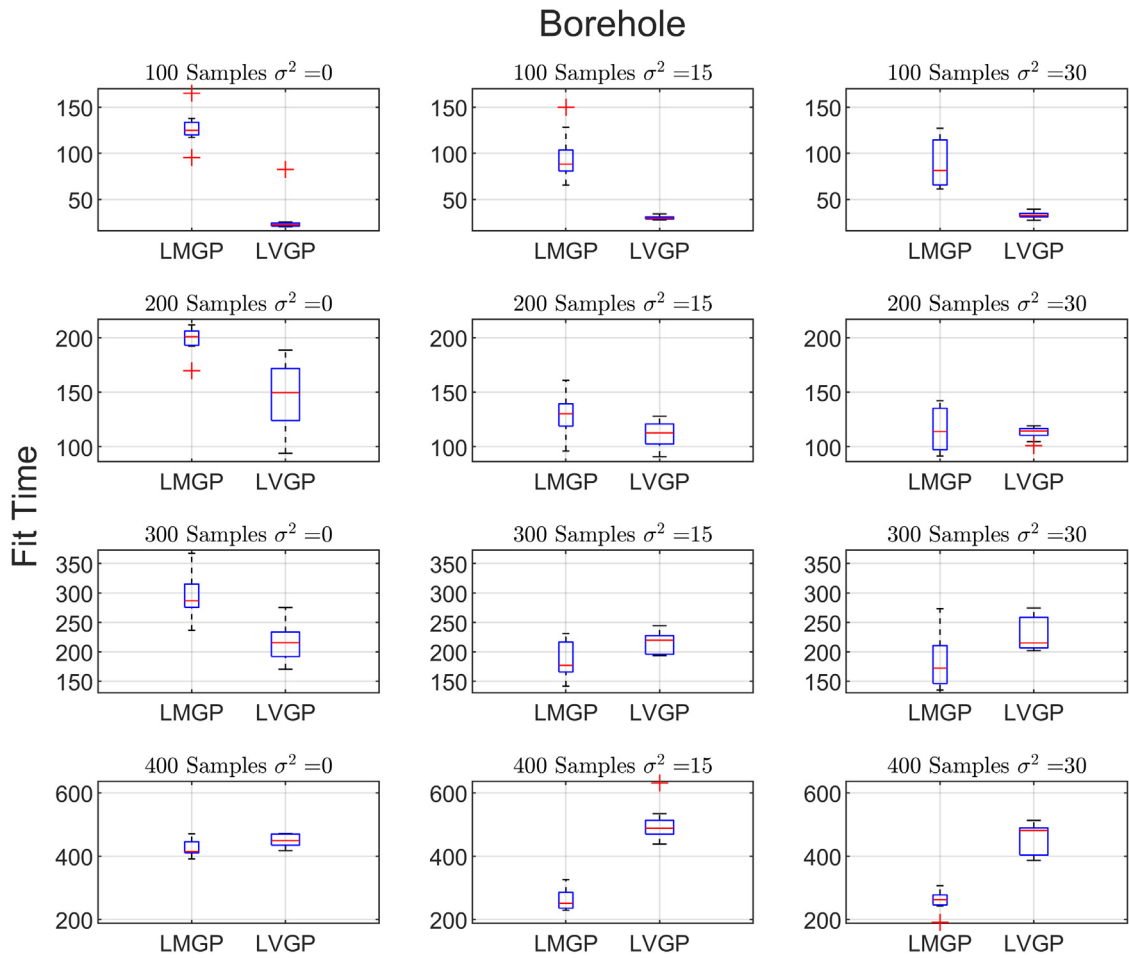 Borehole
Fit Time
100 Samples σ² =0
150
100
50
LMGP LVGP
100 Samples σ² =15
150
100
50
LMGP LVGP
100 Samples σ² =30
150
100
50
LMGP LVGP
200 Samples σ² =0
200
150
100
LMGP LVGP
200 Samples σ² =15
200
150
100
LMGP LVGP
200 Samples σ² =30
200
150
100
LMGP LVGP
300 Samples σ² =0
350
300
250
200
150
LMGP LVGP
300 Samples σ² =15
350
300
250
200
150
LMGP LVGP
300 Samples σ² =30
350
300
250
200
150
LMGP LVGP
400 Samples σ² =0
600
400
200
LMGP LVGP
400 Samples σ² =15
600
400
200
LMGP LVGP
400 Samples σ² =30
600
400
200
LMGP LVGP